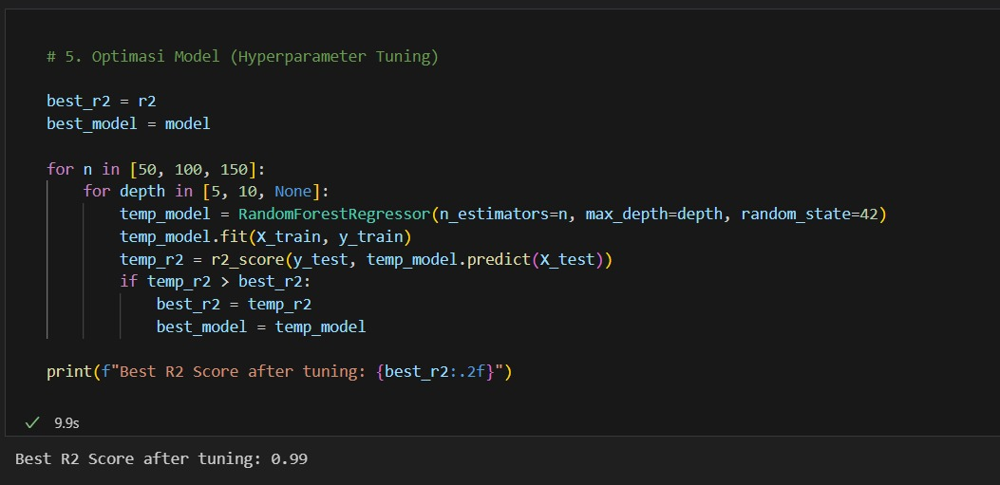 # 5. Optimasi Model (Hyperparameter Tuning)
best_r2 = r2
best_model = model
for n in [50, 100, 150]:
    for depth in [5, 10, None]:
        temp_model = RandomForestRegressor(n_estimators=n, max_depth=depth, random_state=42)
        temp_model.fit(X_train, y_train)
        temp_r2 = r2_score(y_test, temp_model.predict(X_test))
        if temp_r2 > best_r2:
            best_r2 = temp_r2
            best_model = temp_model
print(f"Best R2 Score after tuning: {best_r2:.2f}")
✓ 9.9s
Best R2 Score after tuning: 0.99